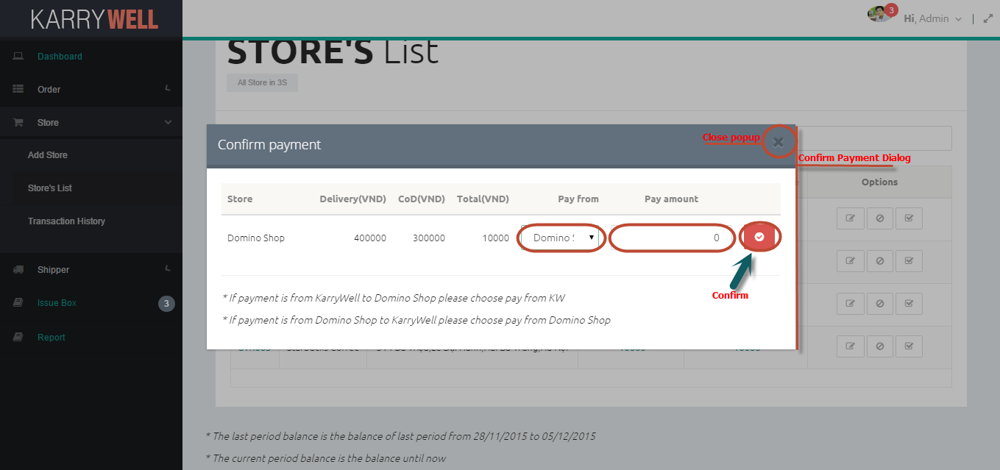 KARRYWELL
3
Hi, Admin
Dashboard
Order
Store
Add Store
Store's List
Transaction History
Shipper
Issue Box
3
Report
STORE'S List
All Store in 3S
Confirm payment
Close popup
Confirm Payment Dialog
Options
Store Delivery(VND) CoD(VND) Total(VND) Pay from Pay amount
Domino Shop 400000 300000 10000 Domino 0
Confirm
* If payment is from KarryWell to Domino Shop please choose pay from KW
* If payment is from Domino Shop to KarryWell please choose pay from Domino Shop
* The last period balance is the balance of last period from 28/11/2015 to 05/12/2015
* The current period balance is the balance until now